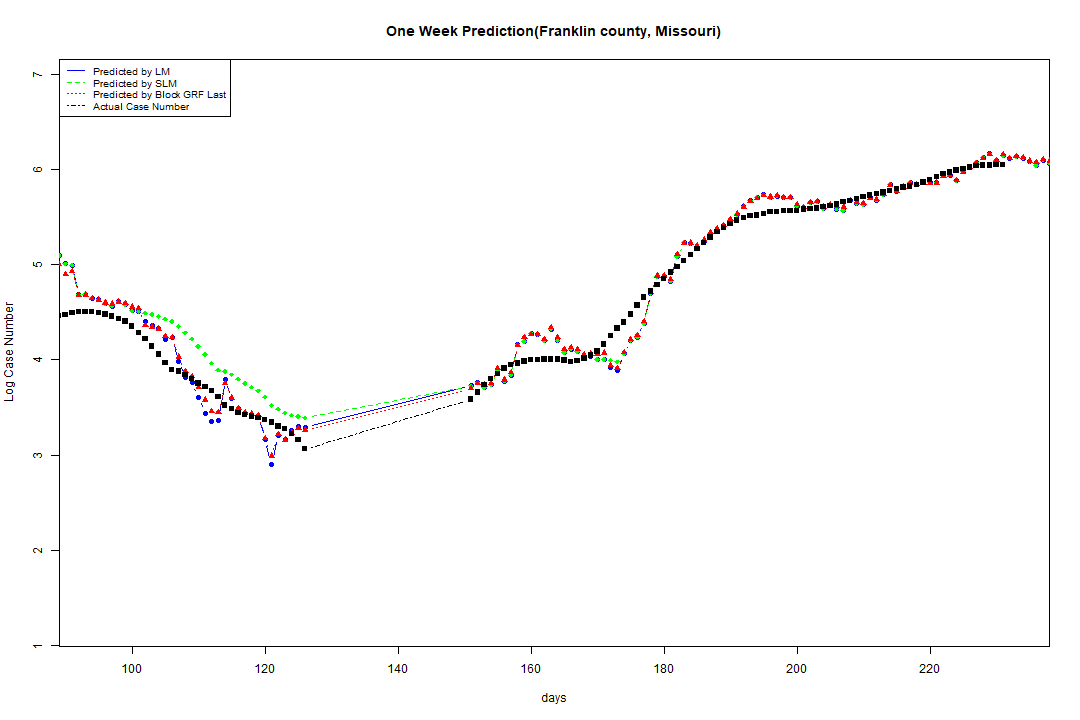 One Week Prediction(Franklin county, Missouri)
Predicted by LM
Predicted by SLM
Predicted by Block GRF Last
Actual Case Number
7
6
5
4
3
2
1
Log Case Number
100 120 140 160 180 200 220
days